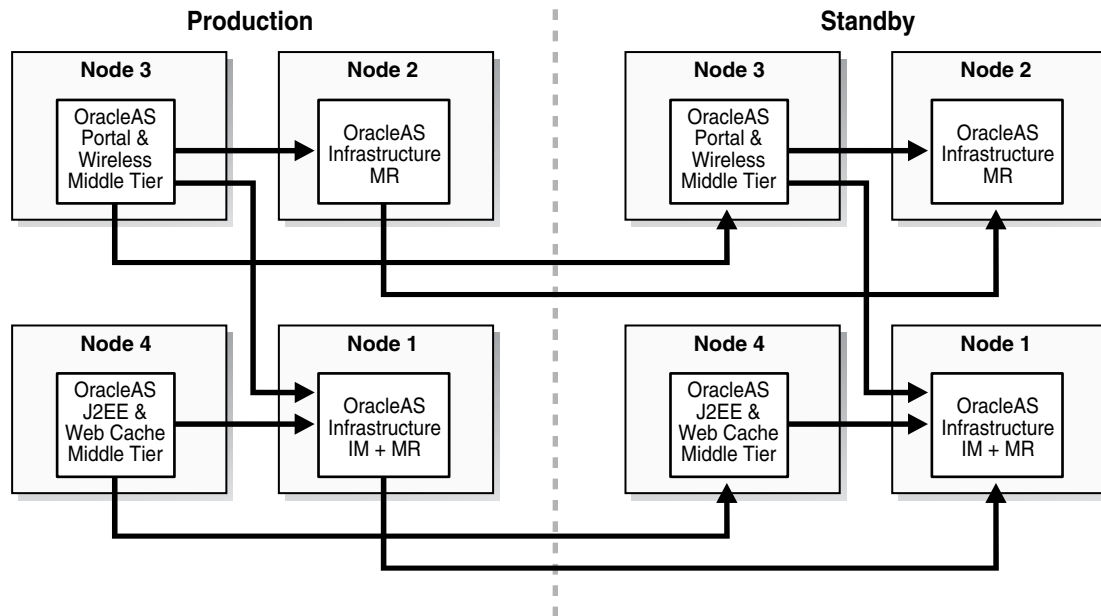 Production
Standby
Node 3
OracleAS
Portal &
Wireless
Middle Tier
Node 2
OracleAS
Infrastructure
MR
Node 3
OracleAS
Portal &
Wireless
Middle Tier
Node 2
OracleAS
Infrastructure
MR
Node 4
OracleAS
J2EE &
Web Cache
Middle Tier
Node 1
OracleAS
Infrastructure
IM + MR
Node 4
OracleAS
J2EE &
Web Cache
Middle Tier
Node 1
OracleAS
Infrastructure
IM + MR